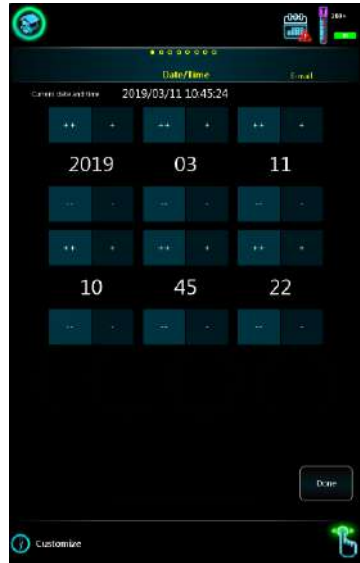 Date/Time
E-mail
Current date and time 2019/03/11 10:45:24
++ + ++ + ++ +
2019 03 11
-- - -- - -- -
++ + ++ + ++ +
10 45 22
-- - -- - -- -
Done
Customize